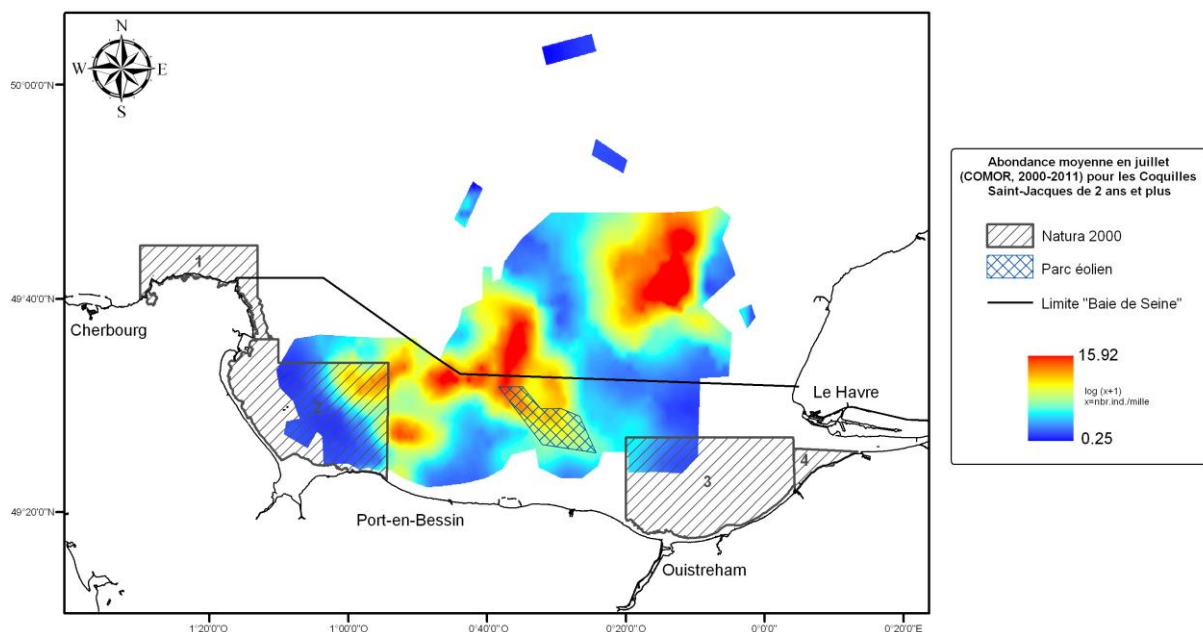 N
W
E
S
50°00'0"N
49°40'0"N
49°20'0"N
1
2
3
4
Cherbourg
Le Havre
Port-en-Bessin
Ouistreham
1°20'0"O
1°00'0"O
0°40'0"O
0°20'0"O
0°0'0"O
0°20'0"E
Abondance moyenne en juillet
(COMOR, 2000-2011) pour les Coquilles
Saint-Jacques de 2 ans et plus
Natura 2000
Parc éolien
Limite "Baie de Seine"
15.92
log (x+1)
x=nbr.ind./mille
0.25